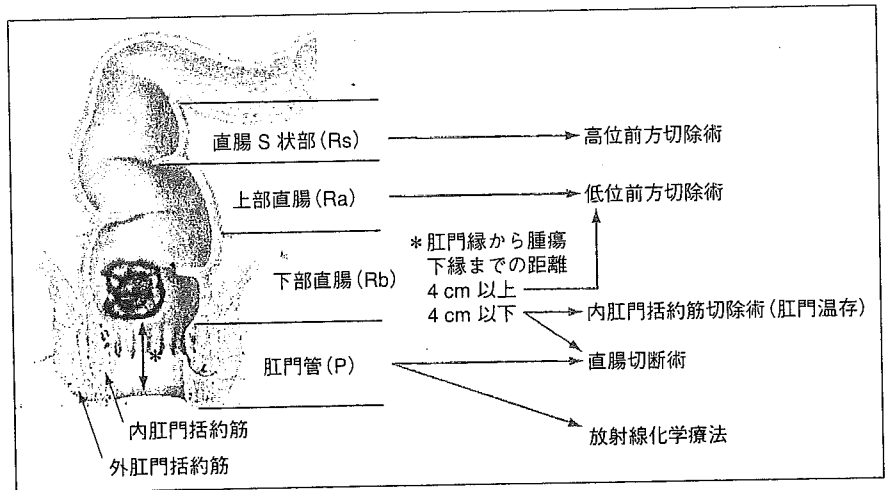 直腸 S 状部(Rs)
高位前方切除術
上部直腸(Ra)
低位前方切除術
*肛門縁から腫瘍
下縁までの距離
4 cm 以上
4 cm 以下
下部直腸(Rb)
内肛門括約筋切除術(肛門温存)
直腸切断術
*
肛門管(P)
放射線化学療法
内肛門括約筋
外肛門括約筋